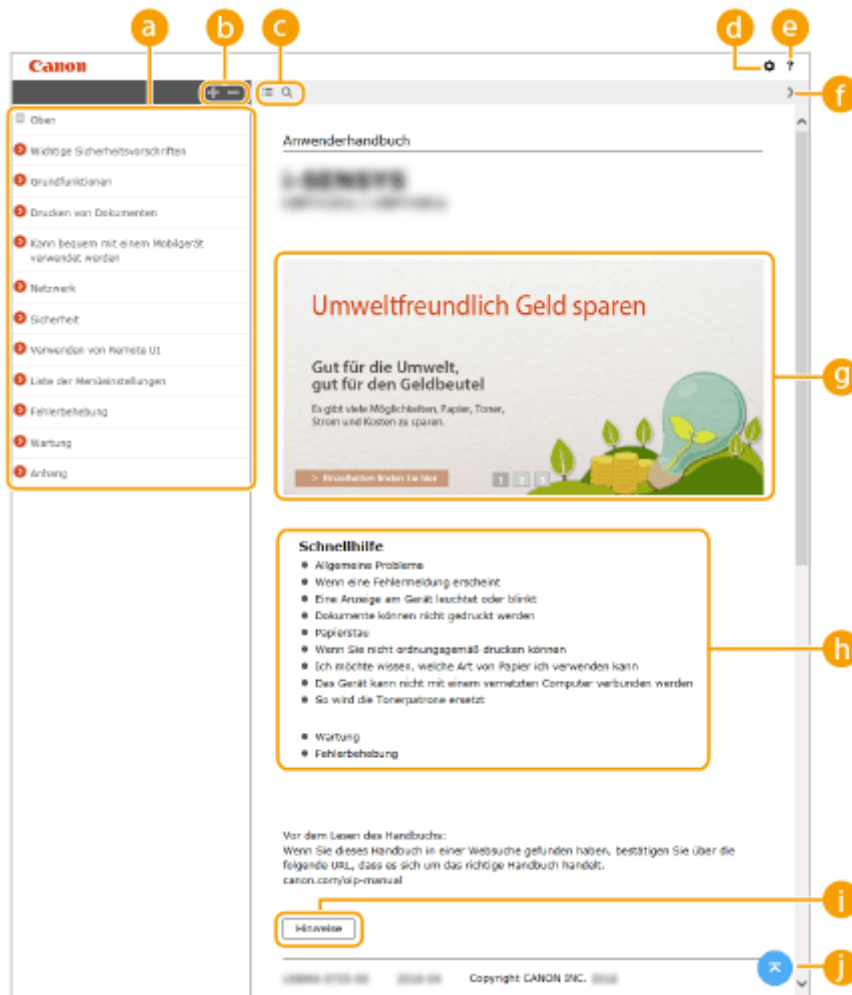 a b c d e
Canon
?
f
Oben
Wichtige Sicherheitsvorschriften
Grundfunktionen
Drucken von Dokumenten
Kann bequem mit einem Mobilgerät
verwendet werden
Netzwerk
Sicherheit
Verwenden von Remote UI
Liste der Menüeinstellungen
Fehlerbehebung
Wartung
Anhang
Anwenderhandbuch
i-SENSYS
Umweltfreundlich Geld sparen
Gut für die Umwelt,
gut für den Geldbeutel
Es gibt viele Möglichkeiten, Papier, Toner,
Strom und Kosten zu sparen.
> Einzelheiten finden Sie hier
1 2 3
g
Schnellhilfe
Allgemeine Probleme
Wenn eine Fehlermeldung erscheint
Eine Anzeige am Gerät leuchtet oder blinkt
Dokumente können nicht gedruckt werden
Papierstau
Wenn Sie nicht ordnungsgemäß drucken können
Ich möchte wissen, welche Art von Papier ich verwenden kann
Das Gerät kann nicht mit einem vernetzten Computer verbunden werden
So wird die Tonerpatrone ersetzt
Wartung
Fehlerbehebung
h
Vor dem Lesen des Handbuchs:
Wenn Sie dieses Handbuch in einer Websuche gefunden haben, bestätigen Sie über die
folgende URL, dass es sich um das richtige Handbuch handelt.
canon.com/oip-manual
i
Hinweise
Copyright CANON INC.
j